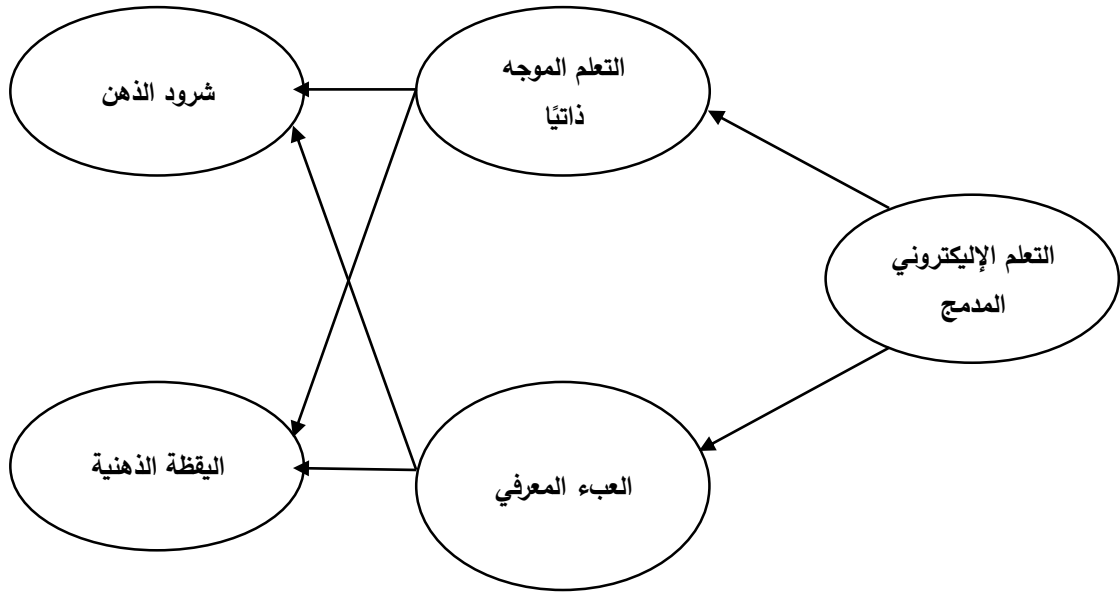 التعلم الموجه
ذاتيًا
شرود الذهن
التعلم الإليكتروني
المدمج
العبء المعرفي
اليقظة الذهنية